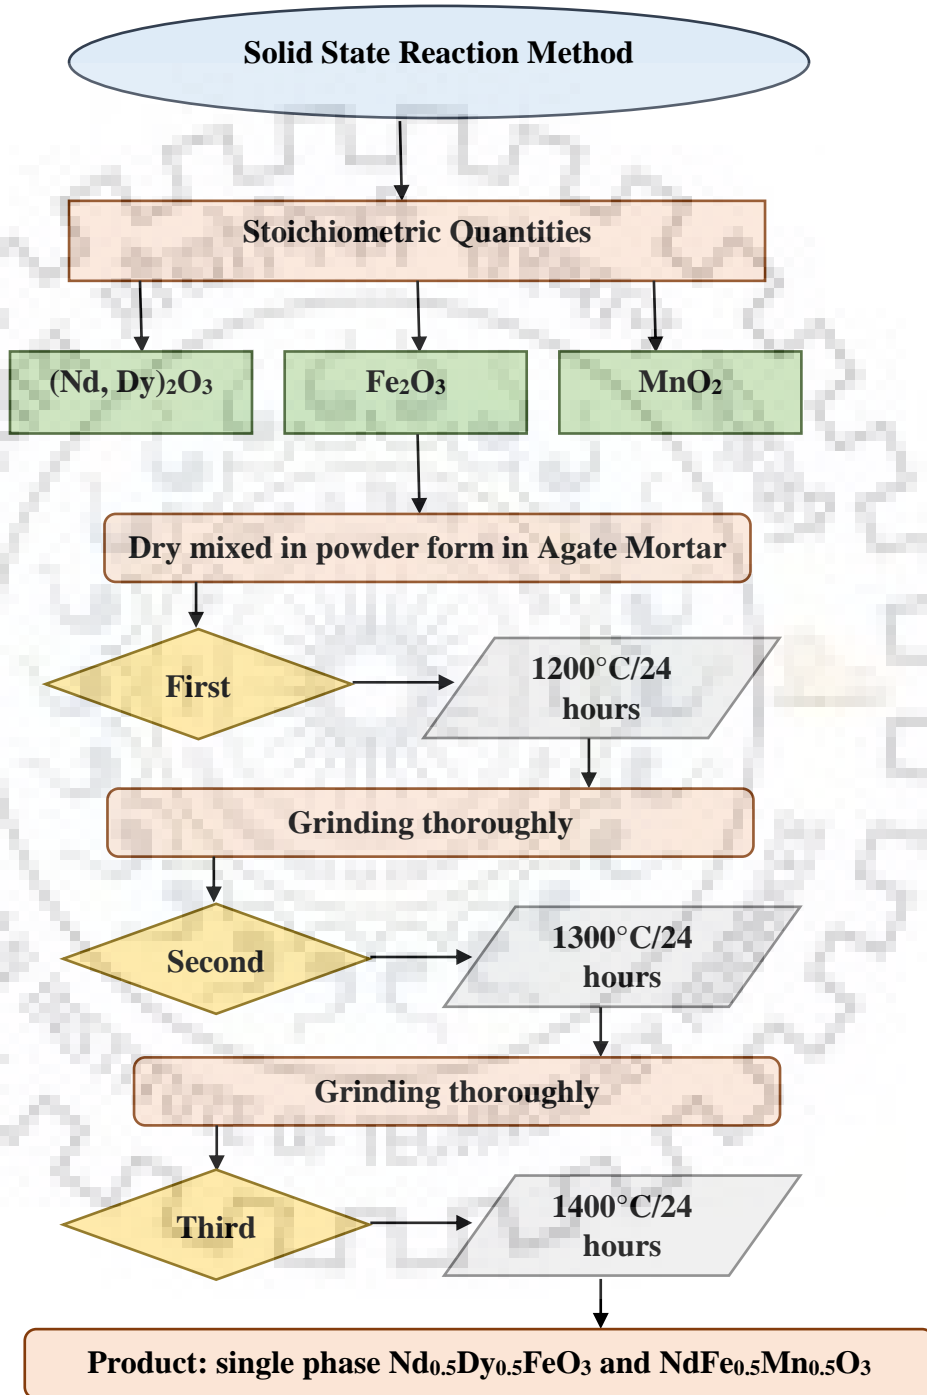 Solid State Reaction Method
Stoichiometric Quantities
(Nd, Dy)₂O₃
Fe₂O₃
MnO₂
Dry mixed in powder form in Agate Mortar
First
1200°C/24
hours
Grinding thoroughly
Second
1300°C/24
hours
Grinding thoroughly
Third
1400°C/24
hours
Product: single phase Nd₀.₅Dy₀.₅FeO₃ and NdFe₀.₅Mn₀.₅O₃